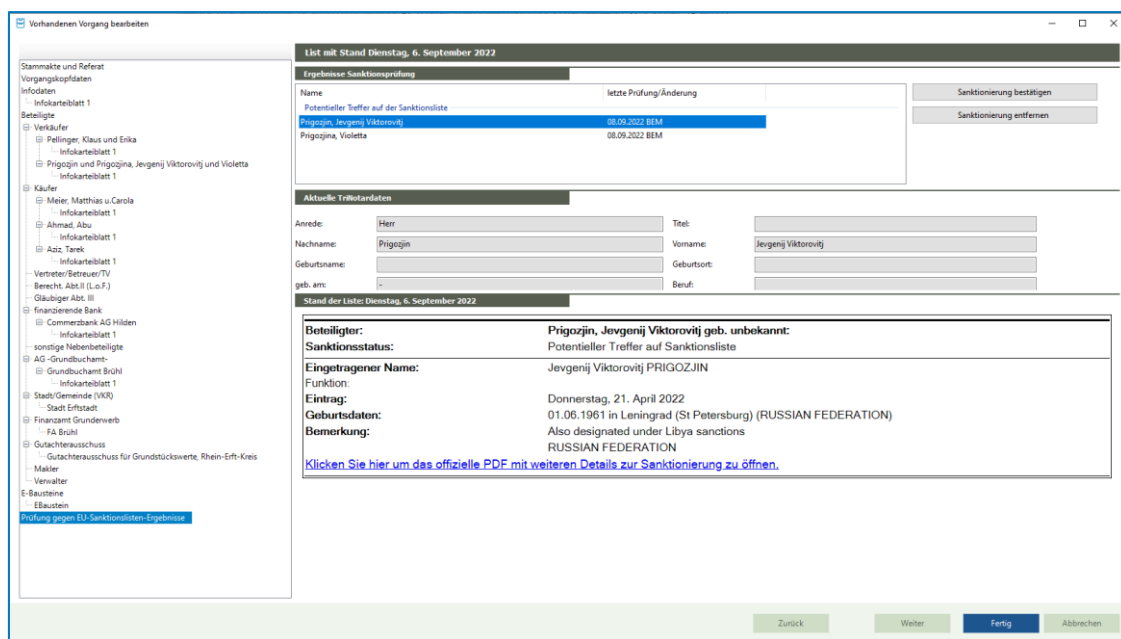 Vorhandenen Vorgang bearbeiten
Stammakte und Referat
Vorgangskopfdaten
Infodaten
Infokarteiblatt 1
Beteiligte
Verkäufer
Pellinger, Klaus und Erika
Infokarteiblatt 1
Prigozjin und Prigozjina, Jevgenij Viktorovitj und Violetta
Infokarteiblatt 1
Käufer
Meier, Matthias u.Carola
Infokarteiblatt 1
Ahmad, Abu
Infokarteiblatt 1
Aziz, Tarek
Infokarteiblatt 1
Vertreter/Betreuer/TV
Berecht. Abt.II (L.o.F.)
Gläubiger Abt. III
finanzierende Bank
Commerzbank AG Hilden
Infokarteiblatt 1
sonstige Nebenbeteiligte
AG -Grundbuchamt-
Grundbuchamt Brühl
Infokarteiblatt 1
Stadt/Gemeinde (VKR)
Stadt Erftstadt
Finanzamt Grunderwerb
FA Brühl
Gutachterausschuss
Gutachterausschuss für Grundstückswerte, Rhein-Erft-Kreis
Makler
Verwalter
E-Bausteine
EBaustein
Prüfung gegen EU-Sanktionslisten-Ergebnisse
List mit Stand Dienstag, 6. September 2022
Ergebnisse Sanktionsprüfung
Name letzte Prüfung/Änderung
Potentieller Treffer auf der Sanktionsliste
Prigozjin, Jevgenij Viktorovitj 08.09.2022 BEM
Prigozjina, Violetta 08.09.2022 BEM
Sanktionierung bestätigen
Sanktionierung entfernen
Aktuelle TriNotardaten
Anrede: Herr Titel:
Nachname: Prigozjin Vorname: Jevgenij Viktorovitj
Geburtsname: Geburtsort:
geb. am: - Beruf:
Stand der Liste: Dienstag, 6. September 2022
Beteiligter: Prigozjin, Jevgenij Viktorovitj geb. unbekannt:
Sanktionsstatus: Potentieller Treffer auf Sanktionsliste
Eingetragener Name: Jevgenij Viktorovitj PRIGOZJIN
Funktion:
Eintrag: Donnerstag, 21. April 2022
Geburtsdaten: 01.06.1961 in Leningrad (St Petersburg) (RUSSIAN FEDERATION)
Bemerkung: Also designated under Libya sanctions
RUSSIAN FEDERATION
Klicken Sie hier um das offizielle PDF mit weiteren Details zur Sanktionierung zu öffnen.
Zurück Weiter Fertig Abbrechen